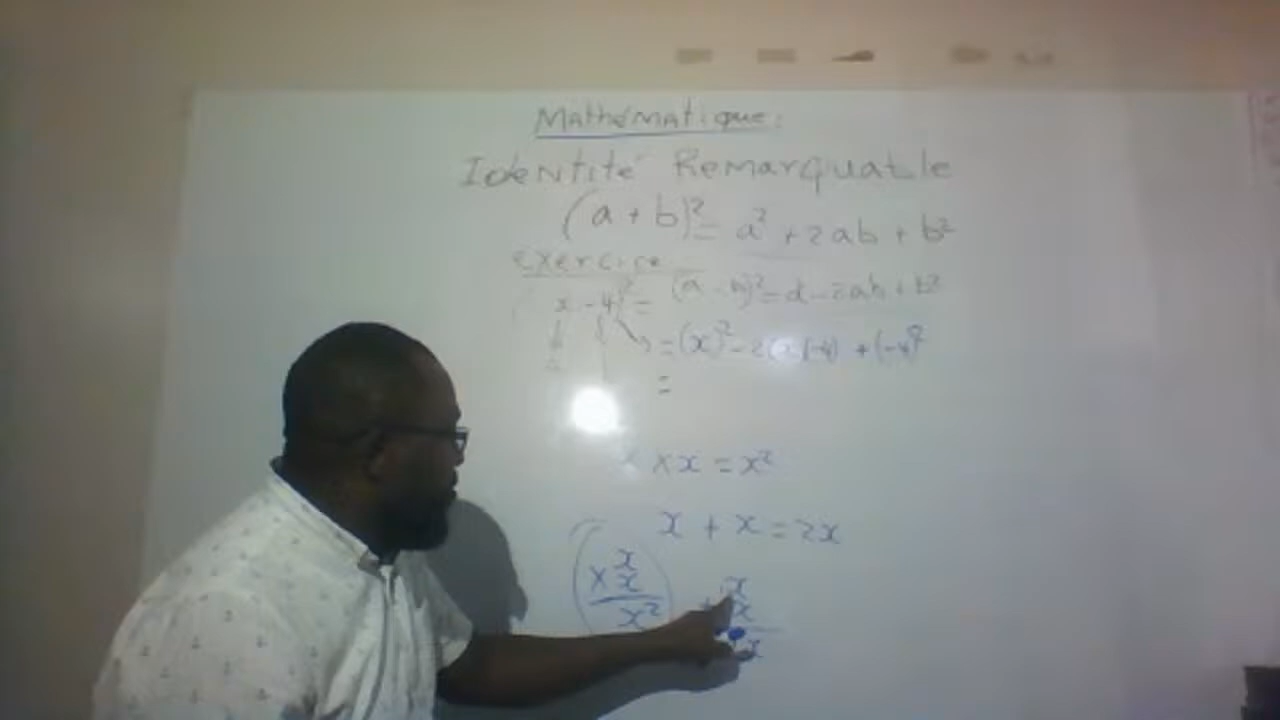 Mathématique:
Identité Remarquable
(a + b)² = a² + 2ab + b²
Exercice
x - 4)² = (a - b)² = a² - 2ab + b²
= (x)² - 2(x)(-4) + (-4)²
=
x × x = x²
x + x = 2x
x
× x
x²
x
+ x
x